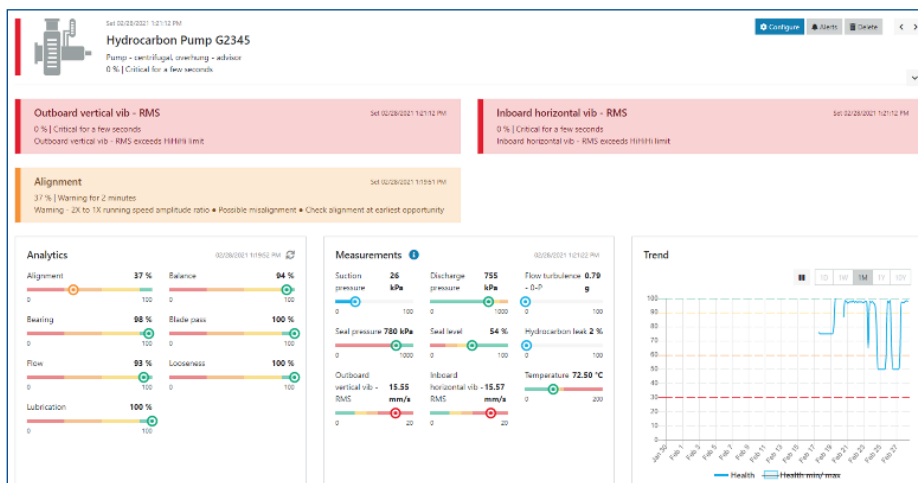 Set 02/28/2021 1:21:12 PM
Hydrocarbon Pump G2345
Pump - centrifugal, overhung - advisor
0 % | Critical for a few seconds
Configure
Alerts
Delete
Outboard vertical vib - RMS
Set 02/28/2021 1:21:12 PM
0 % | Critical for a few seconds
Outboard vertical vib - RMS exceeds HiHiHi limit
Inboard horizontal vib - RMS
Set 02/28/2021 1:21:12 PM
0 % | Critical for a few seconds
Inboard horizontal vib - RMS exceeds HiHiHi limit
Alignment
Set 02/28/2021 1:19:51 PM
37 % | Warning for 2 minutes
Warning - 2X to 1X running speed amplitude ratio ● Possible misalignment ● Check alignment at earliest opportunity
Analytics
02/28/2021 1:19:52 PM
Alignment 37 %
0 100
Balance 94 %
0 100
Bearing 98 %
0 100
Blade pass 100 %
0 100
Flow 93 %
0 100
Looseness 100 %
0 100
Lubrication 100 %
0 100
Measurements
02/28/2021 1:21:22 PM
Suction 26
pressure kPa
0 100
Discharge 755
pressure kPa
0 1000
Flow turbulence 0.79
- 0-P g
0 100
Seal pressure 780 kPa
0 1000
Seal level 54 %
0 100
Hydrocarbon leak 2 %
0 100
Outboard
vertical vib - 15.55
RMS mm/s
0 20
Inboard
horizontal vib - 15.57
RMS mm/s
0 20
Temperature 72.50 °C
0 200
Trend
1D 1W 1M 1Y 10Y
100
90
80
70
60
50
40
30
20
10
0
Jan 30
Feb 1
Feb 3
Feb 5
Feb 7
Feb 9
Feb 11
Feb 13
Feb 15
Feb 17
Feb 19
Feb 21
Feb 23
Feb 25
Feb 27
Health
Health min/ max